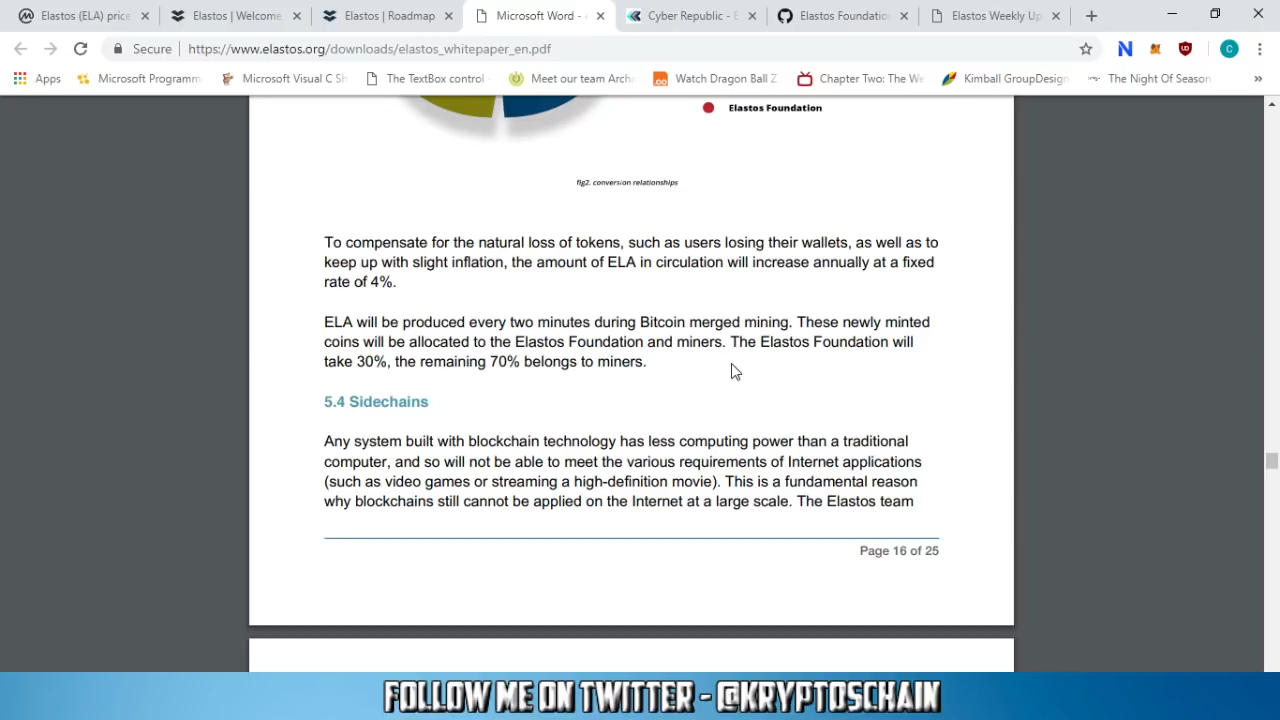 Elastos (ELA) price
Elastos | Welcome
Elastos | Roadmap
Microsoft Word -
Cyber Republic - E
Elastos Foundation
Elastos Weekly Up
Secure
https://www.elastos.org/downloads/elastos_whitepaper_en.pdf
Apps
Microsoft Programm
Microsoft Visual C Sh
The TextBox control
Meet our team Arch
Watch Dragon Ball Z
Chapter Two: The We
Kimball GroupDesign
The Night Of Season
Elastos Foundation
fig2. conversion relationships
To compensate for the natural loss of tokens, such as users losing their wallets, as well as to
keep up with slight inflation, the amount of ELA in circulation will increase annually at a fixed
rate of 4%.
ELA will be produced every two minutes during Bitcoin merged mining. These newly minted
coins will be allocated to the Elastos Foundation and miners. The Elastos Foundation will
take 30%, the remaining 70% belongs to miners.
5.4 Sidechains
Any system built with blockchain technology has less computing power than a traditional
computer, and so will not be able to meet the various requirements of Internet applications
(such as video games or streaming a high-definition movie). This is a fundamental reason
why blockchains still cannot be applied on the Internet at a large scale. The Elastos team
Page 16 of 25
FOLLOW ME ON TWITTER - @KRYPTOSCHAIN